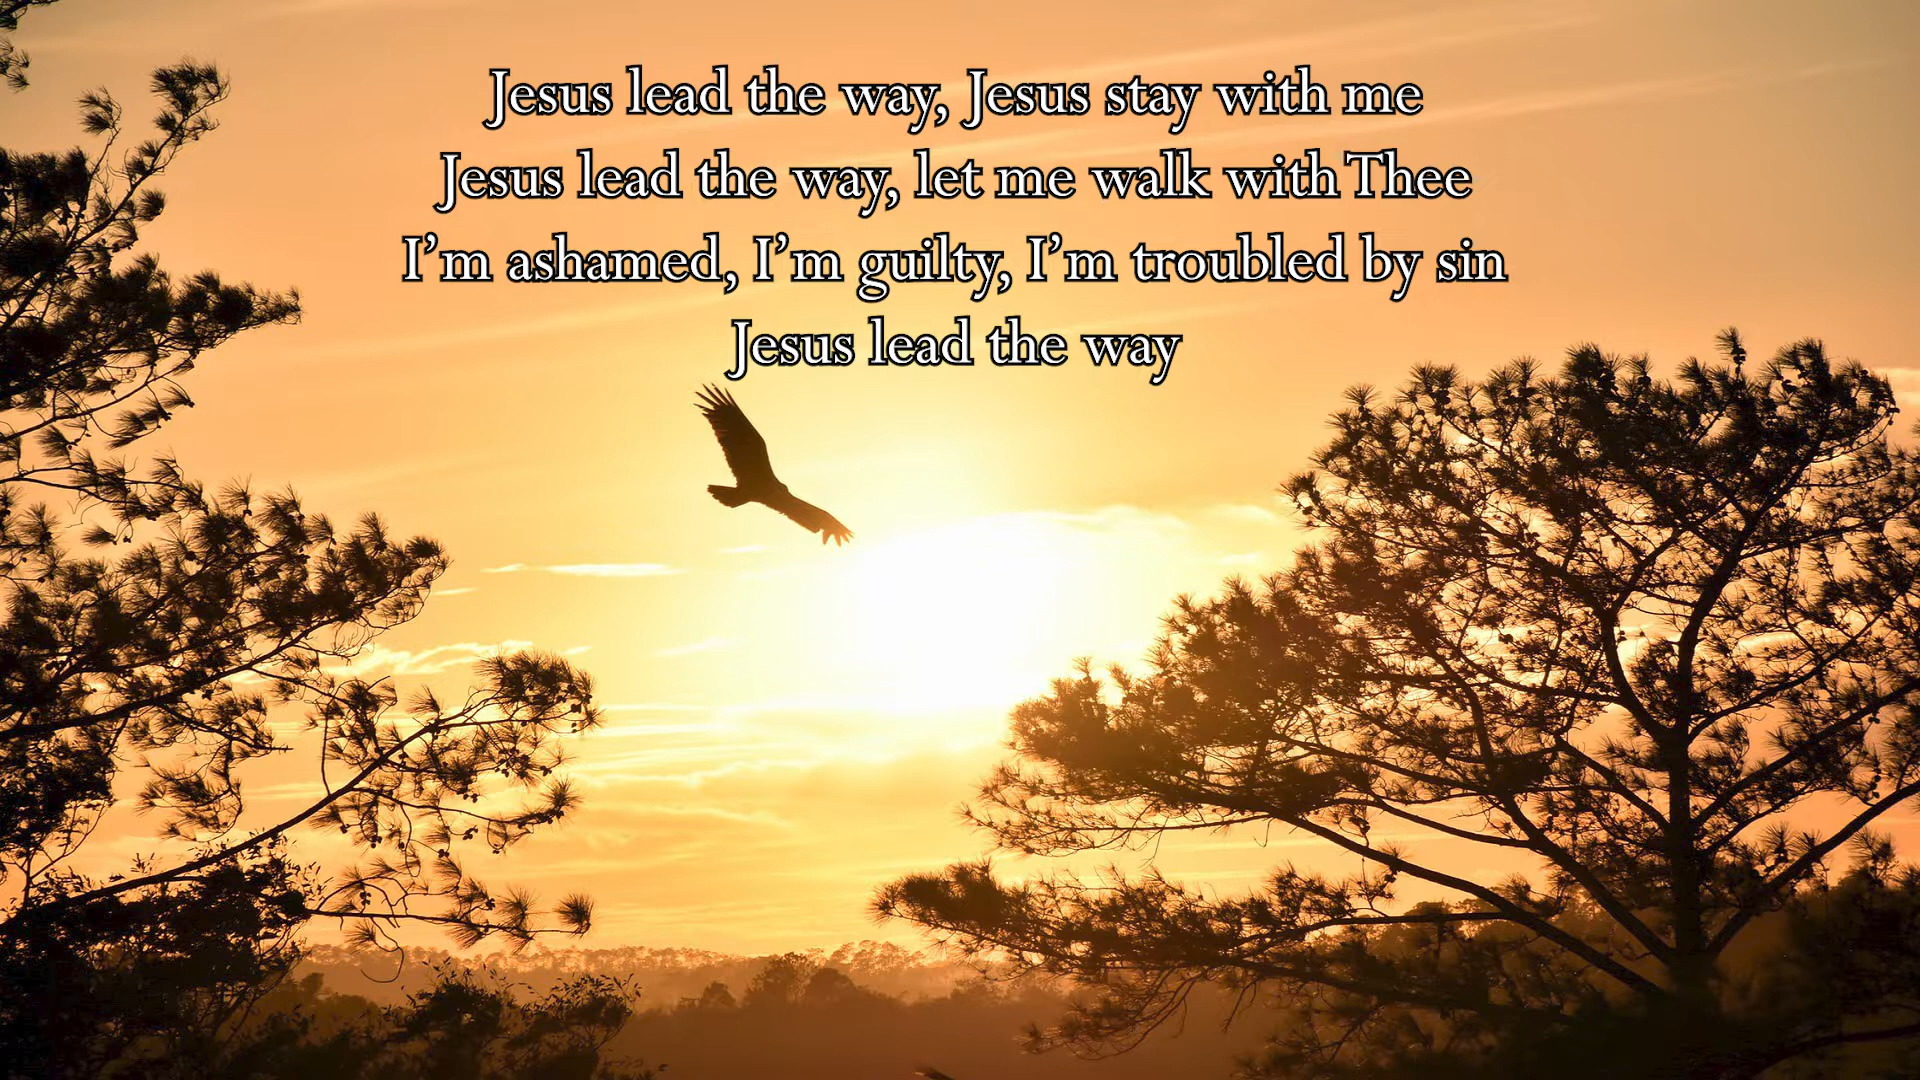 Jesus lead the way, Jesus stay with me
Jesus lead the way, let me walk with Thee
I'm ashamed, I'm guilty, I'm troubled by sin
Jesus lead the way